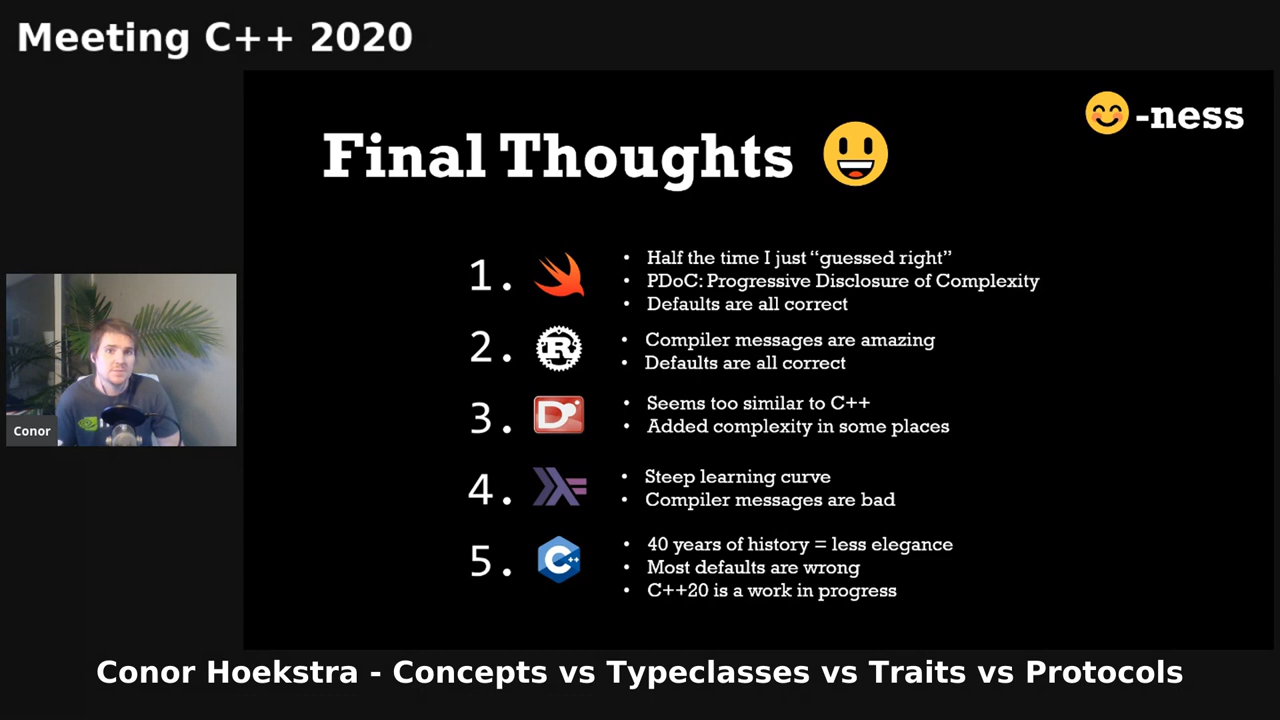 Meeting C++ 2020
-ness
Final Thoughts
1.
• Half the time I just “guessed right”
• PDoC: Progressive Disclosure of Complexity
• Defaults are all correct
2.
R
• Compiler messages are amazing
• Defaults are all correct
3.
D
• Seems too similar to C++
• Added complexity in some places
4.
• Steep learning curve
• Compiler messages are bad
5.
C++
• 40 years of history = less elegance
• Most defaults are wrong
• C++20 is a work in progress
Conor
Conor Hoekstra - Concepts vs Typeclasses vs Traits vs Protocols